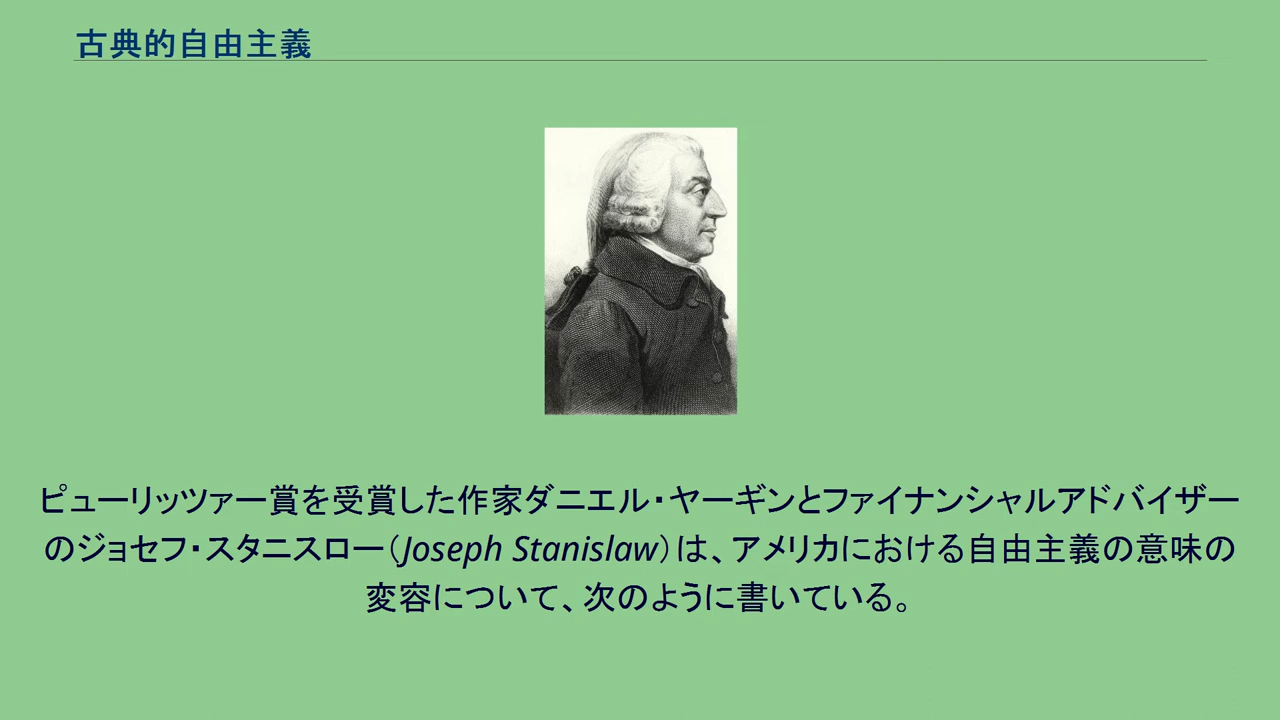 古典的自由主義
ピューリッツァー賞を受賞した作家ダニエル・ヤーギンとファイナンシャルアドバイザー
のジョセフ・スタニスロー（Joseph Stanislaw）は、アメリカにおける自由主義の意味の
変容について、次のように書いている。